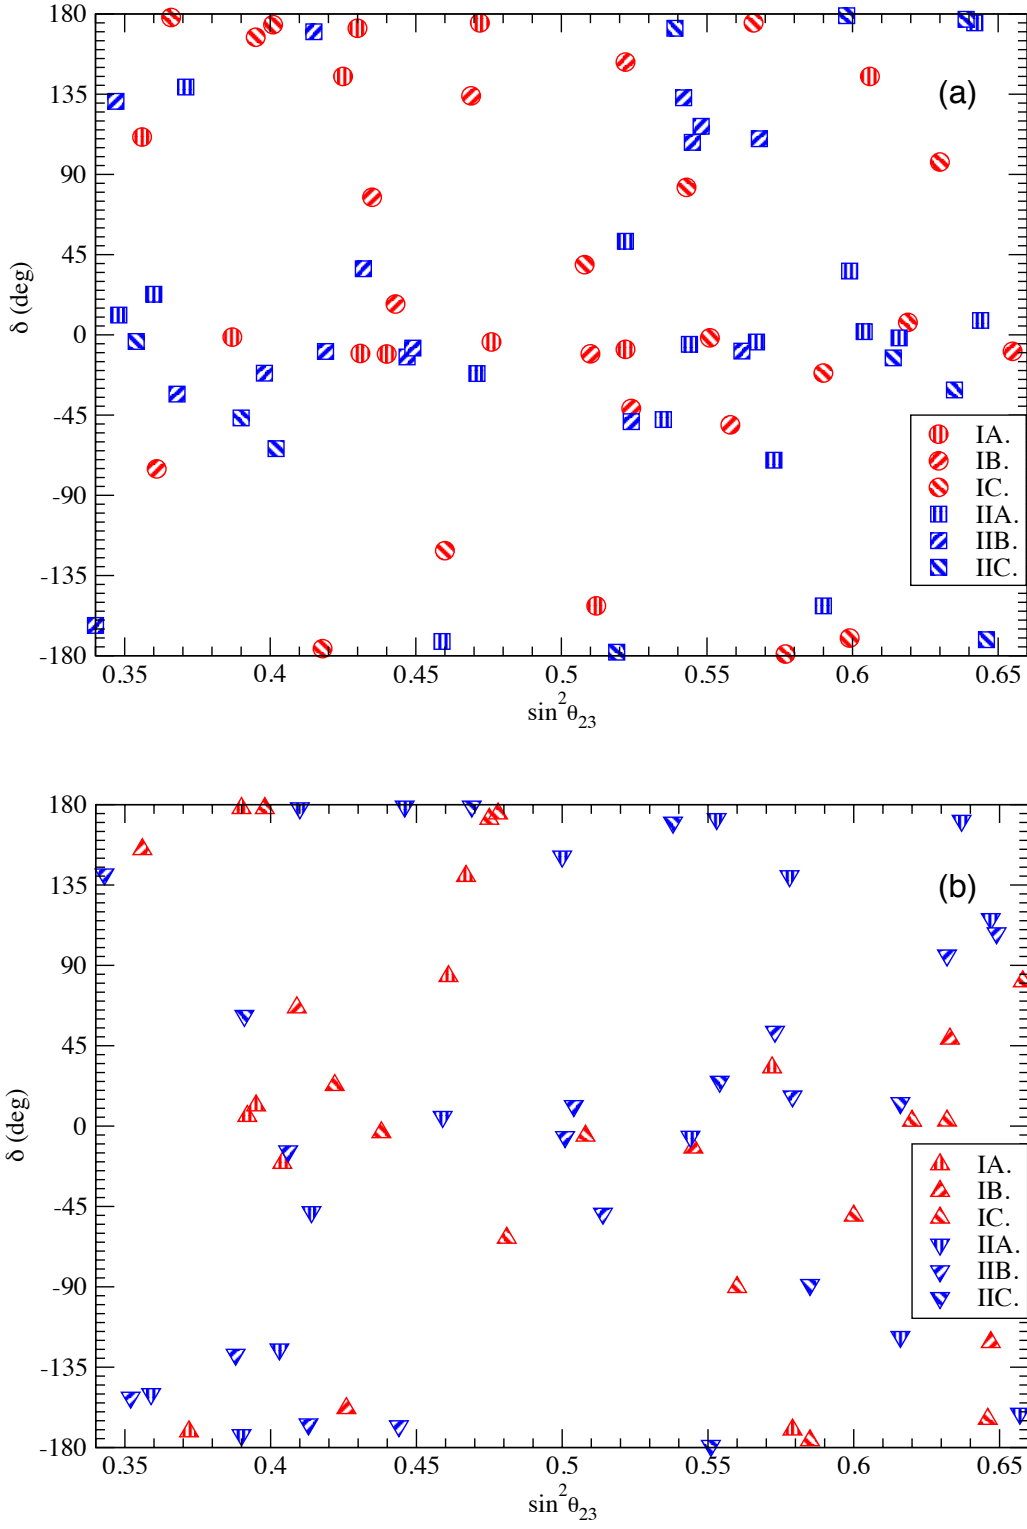 180
135
90
45
0
-45
-90
-135
-180
δ (deg)
(a)
IA.
IB.
IC.
IIA.
IIB.
IIC.
0.35 0.4 0.45 0.5 0.55 0.6 0.65
sin²θ₂₃
180
135
90
45
0
-45
-90
-135
-180
δ (deg)
(b)
IA.
IB.
IC.
IIA.
IIB.
IIC.
0.35 0.4 0.45 0.5 0.55 0.6 0.65
sin²θ₂₃